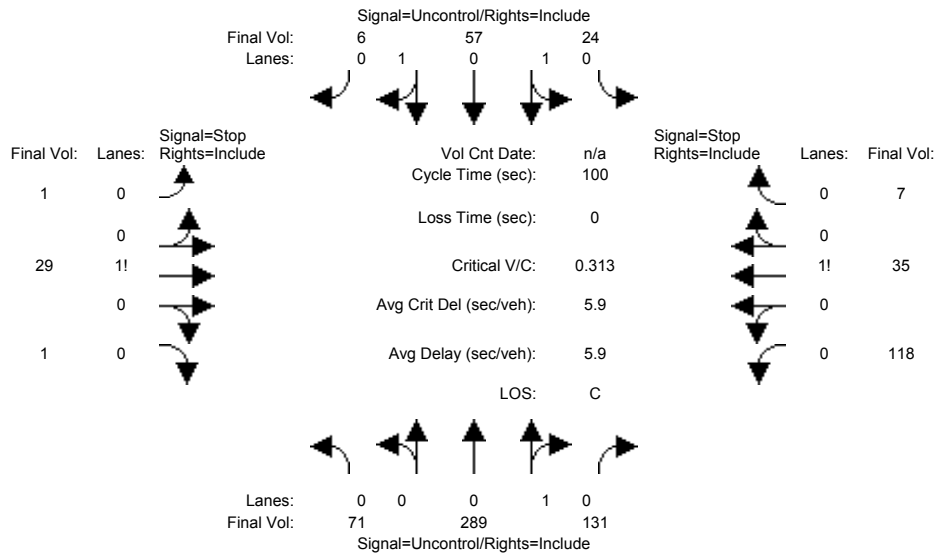 Signal=Uncontrol/Rights=Include
Final Vol: 6 57 24
Lanes: 0 1 0 1 0
Signal=Stop Signal=Stop
Final Vol: Lanes: Rights=Include Vol Cnt Date: n/a Rights=Include Lanes: Final Vol:
Cycle Time (sec): 100
1 0 0 7
Loss Time (sec): 0
0 0
29 1! Critical V/C: 0.313 1! 35
0 Avg Crit Del (sec/veh): 5.9 0
1 0 Avg Delay (sec/veh): 5.9 0 118
LOS: C
Lanes: 0 0 0 1 0
Final Vol: 71 289 131
Signal=Uncontrol/Rights=Include